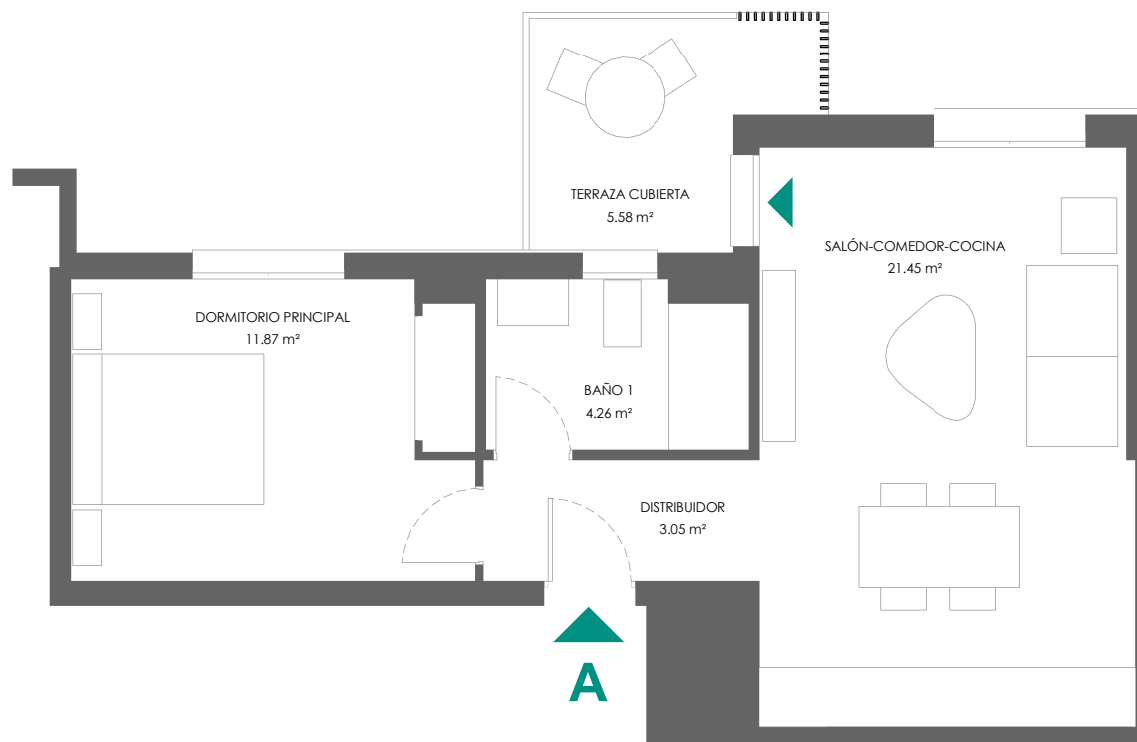 TERRAZA CUBIERTA
5.58 m²
SALÓN-COMEDOR-COCINA
21.45 m²
DORMITORIO PRINCIPAL
11.87 m²
BAÑO 1
4.26 m²
DISTRIBUIDOR
3.05 m²
A